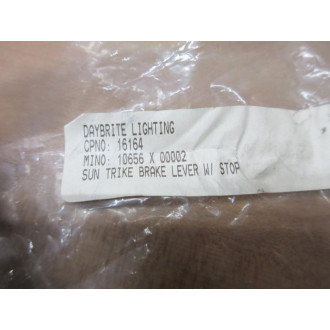 DAYBRITE LIGHTING
CPNO: 16164
MINO: 10656 X 00002
SUN TRIKE BRAKE LEVER W/ STOP